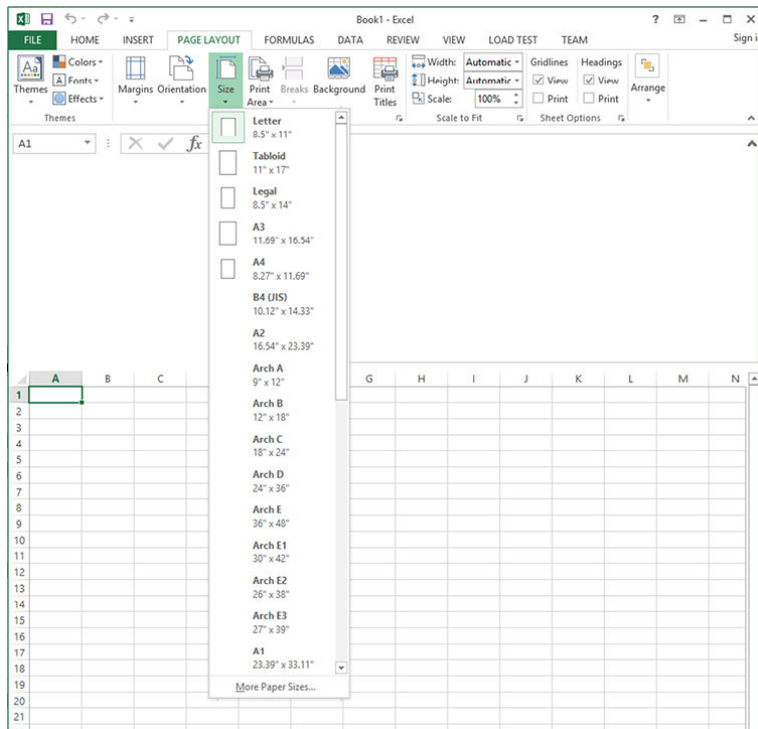 Book1 - Excel
?
FILE HOME INSERT PAGE LAYOUT FORMULAS DATA REVIEW VIEW LOAD TEST TEAM Sign i
Aa Colors Width: Automatic Gridlines Headings
A Fonts Height: Automatic View View
Themes Margins Orientation Size Print Area Breaks Background Print Titles Arrange
Effects Scale: 100% Print Print
Themes Scale to Fit Sheet Options
A1 fx
Letter
8.5" x 11"
Tabloid
11" x 17"
Legal
8.5" x 14"
A3
11.69" x 16.54"
A4
8.27" x 11.69"
B4 (JIS)
10.12" x 14.33"
A2
16.54" x 23.39"
Arch A
9" x 12"
Arch B
12" x 18"
Arch C
18" x 24"
Arch D
24" x 36"
Arch E
36" x 48"
Arch E1
30" x 42"
Arch E2
26" x 38"
Arch E3
27" x 39"
A1
23.39" x 33.11"
More Paper Sizes...
A B C G H I J K L M N
1
2
3
4
5
6
7
8
9
10
11
12
13
14
15
16
17
18
19
20
21